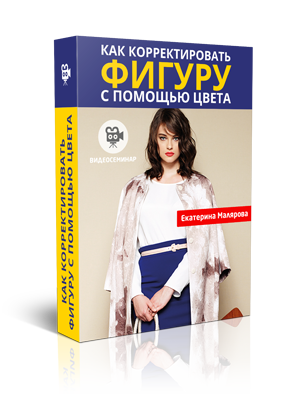 КАК КОРРЕКТИРОВАТЬ
ФИГУРУ
С ПОМОЩЬЮ ЦВЕТА
ВИДЕОСЕМИНАР
Екатерина Малярова
КАК КОРРЕКТИРОВАТЬ
ФИГУРУ С ПОМОЩЬЮ ЦВЕТА